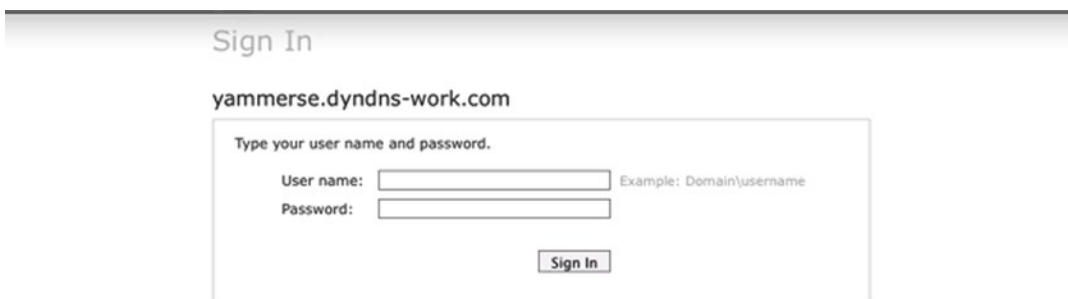 Sign In
yammerse.dyndns-work.com
Type your user name and password.
User name: Example: Domain\username
Password:
Sign In